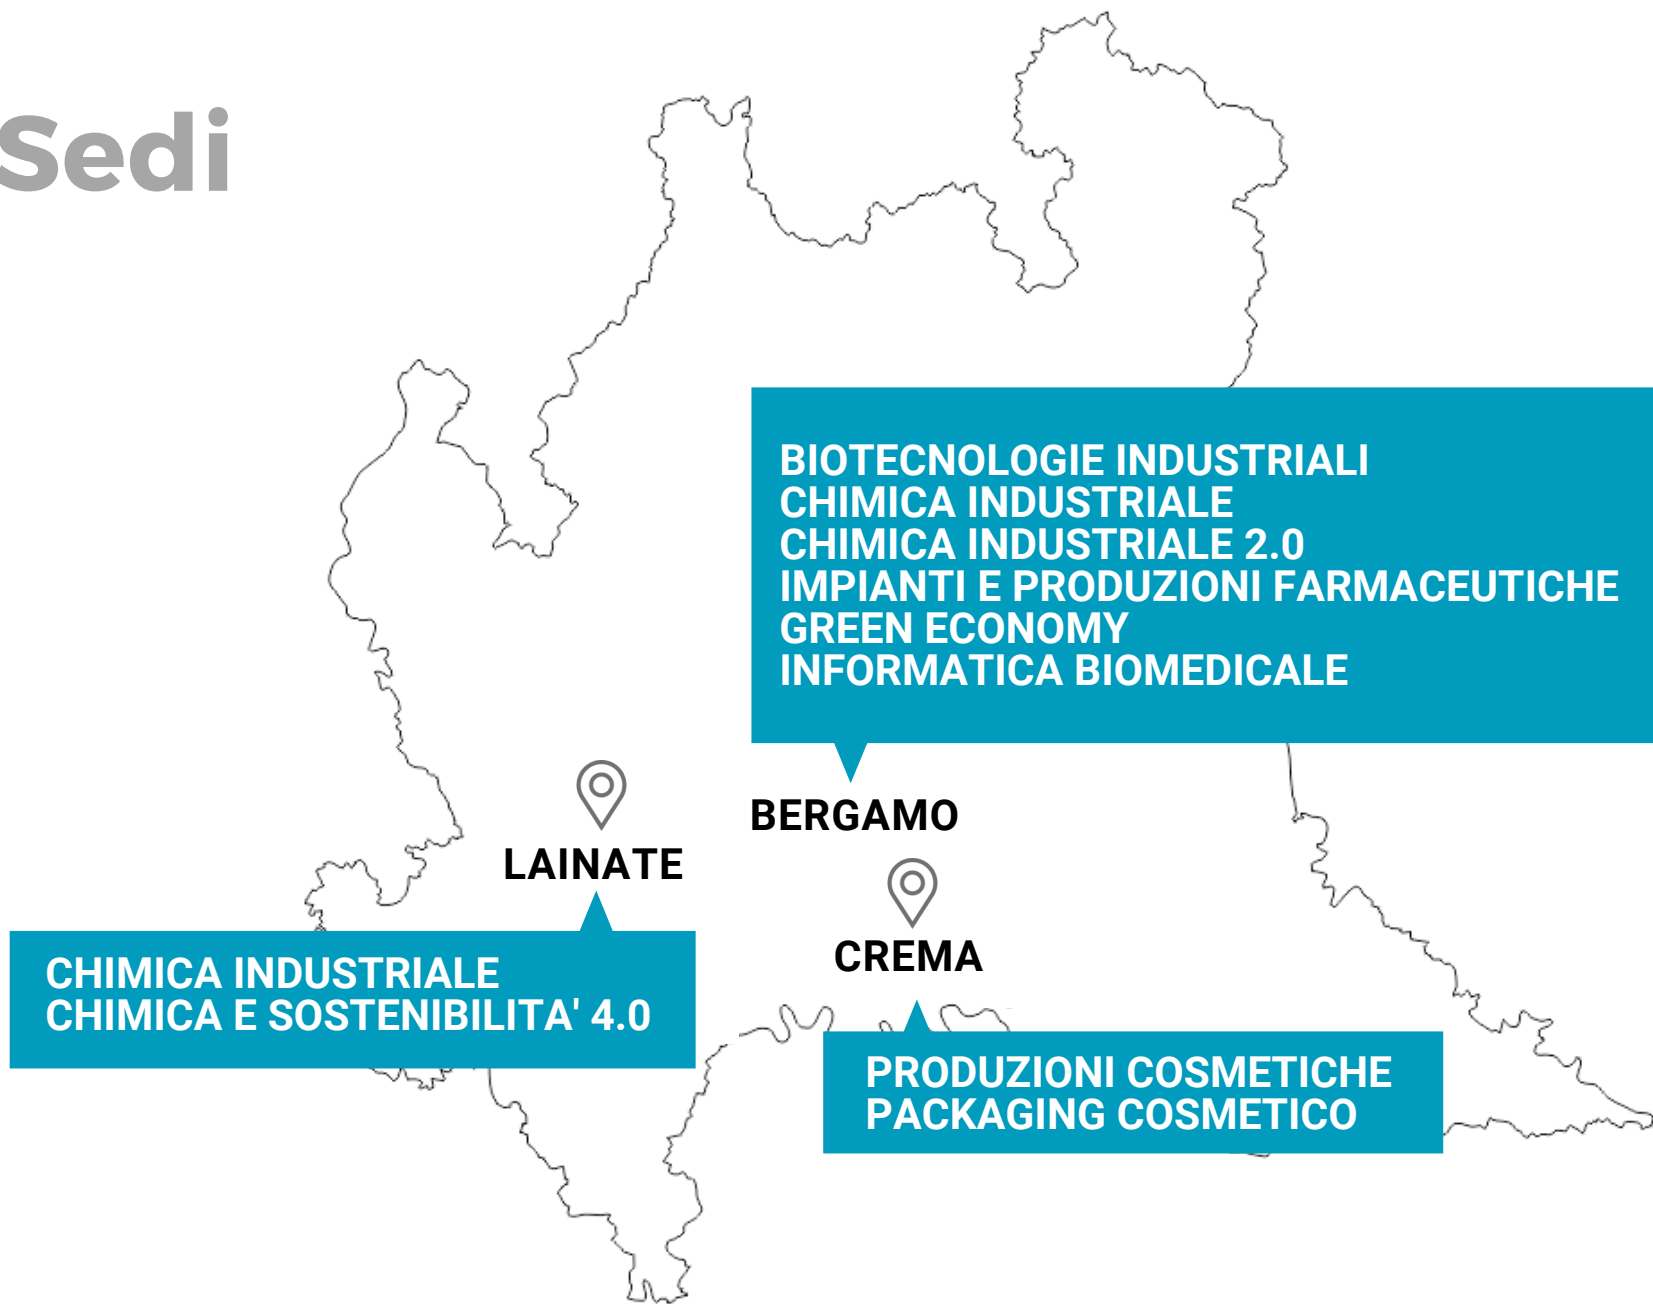 Sedi
BIOTECNOLOGIE INDUSTRIALI
CHIMICA INDUSTRIALE
CHIMICA INDUSTRIALE 2.0
IMPIANTI E PRODUZIONI FARMACEUTICHE
GREEN ECONOMY
INFORMATICA BIOMEDICALE
BERGAMO
LAINATE
CHIMICA INDUSTRIALE
CHIMICA E SOSTENIBILITA' 4.0
CREMA
PRODUZIONI COSMETICHE
PACKAGING COSMETICO